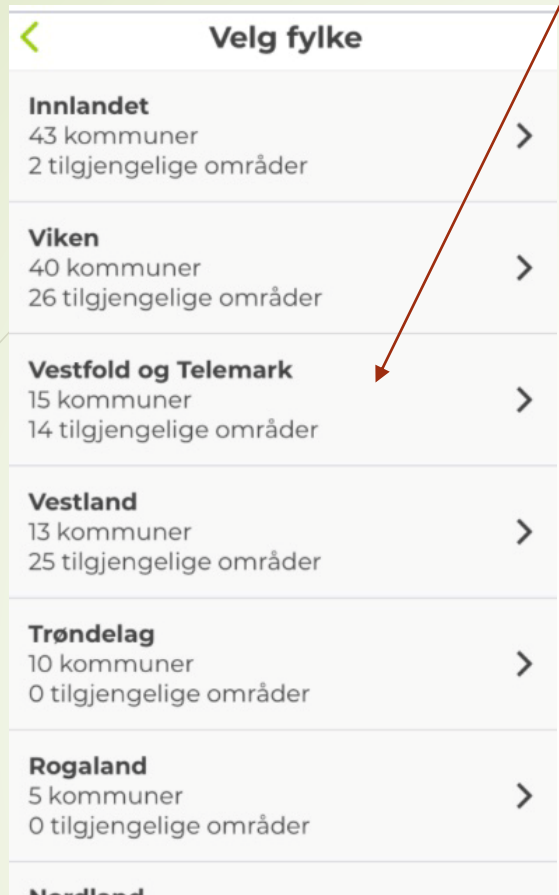 Velg fylke
Innlandet
43 kommuner
2 tilgjengelige områder
Viken
40 kommuner
26 tilgjengelige områder
Vestfold og Telemark
15 kommuner
14 tilgjengelige områder
Vestland
13 kommuner
25 tilgjengelige områder
Trøndelag
10 kommuner
0 tilgjengelige områder
Rogaland
5 kommuner
0 tilgjengelige områder
Nordland